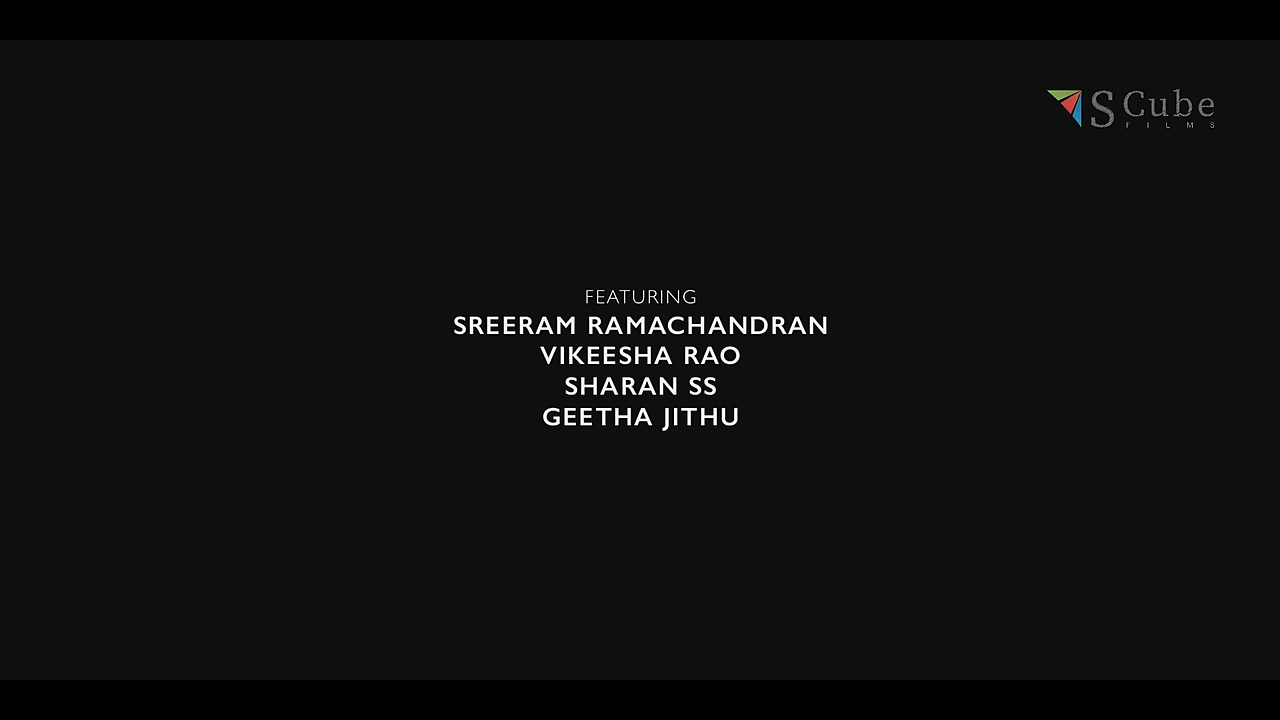 S Cube
FILMS
FEATURING
SREERAM RAMACHANDRAN
VIKEESHA RAO
SHARAN SS
GEETHA JITHU